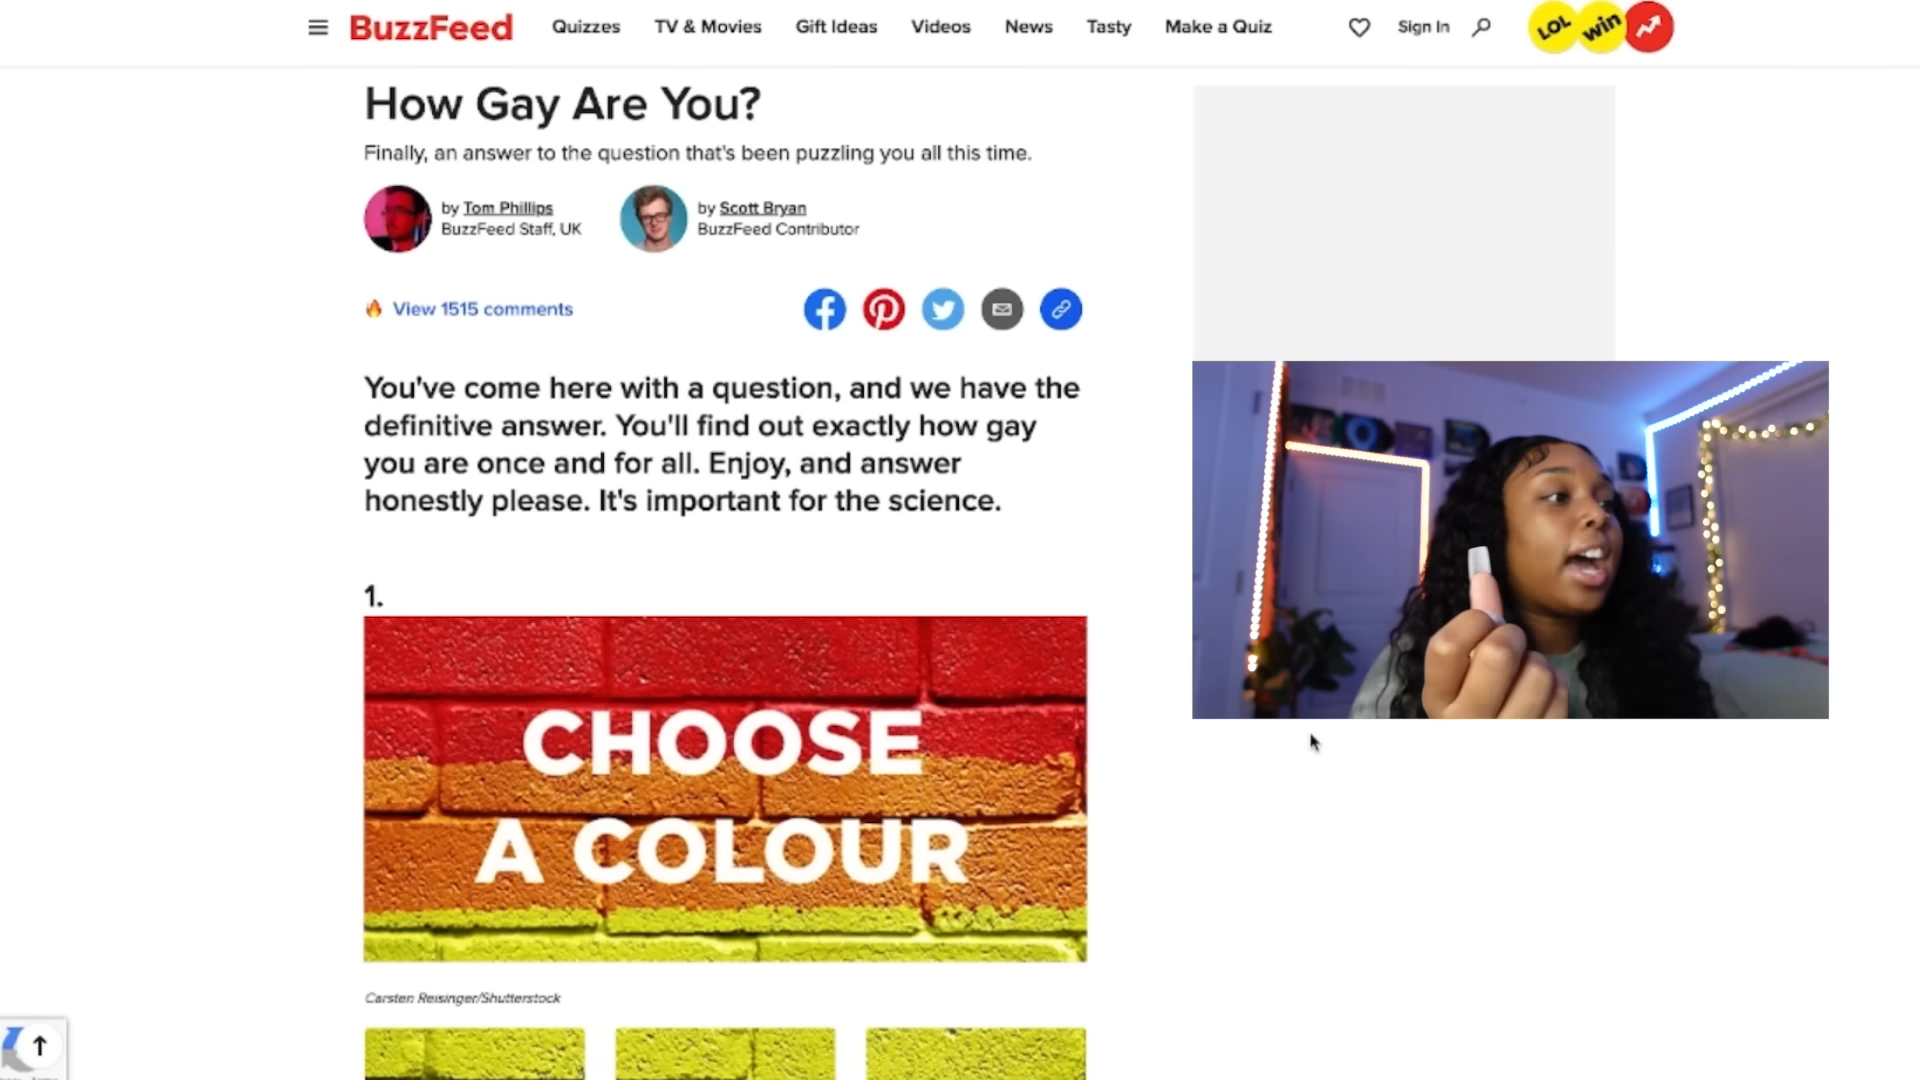 BuzzFeed Quizzes TV & Movies Gift Ideas Videos News Tasty Make a Quiz Sign In LOL win
How Gay Are You?
Finally, an answer to the question that's been puzzling you all this time.
by Tom Phillips
BuzzFeed Staff, UK
by Scott Bryan
BuzzFeed Contributor
View 1515 comments
You've come here with a question, and we have the
definitive answer. You'll find out exactly how gay
you are once and for all. Enjoy, and answer
honestly please. It's important for the science.
1.
CHOOSE
A COLOUR
Carsten Reisinger/Shutterstock